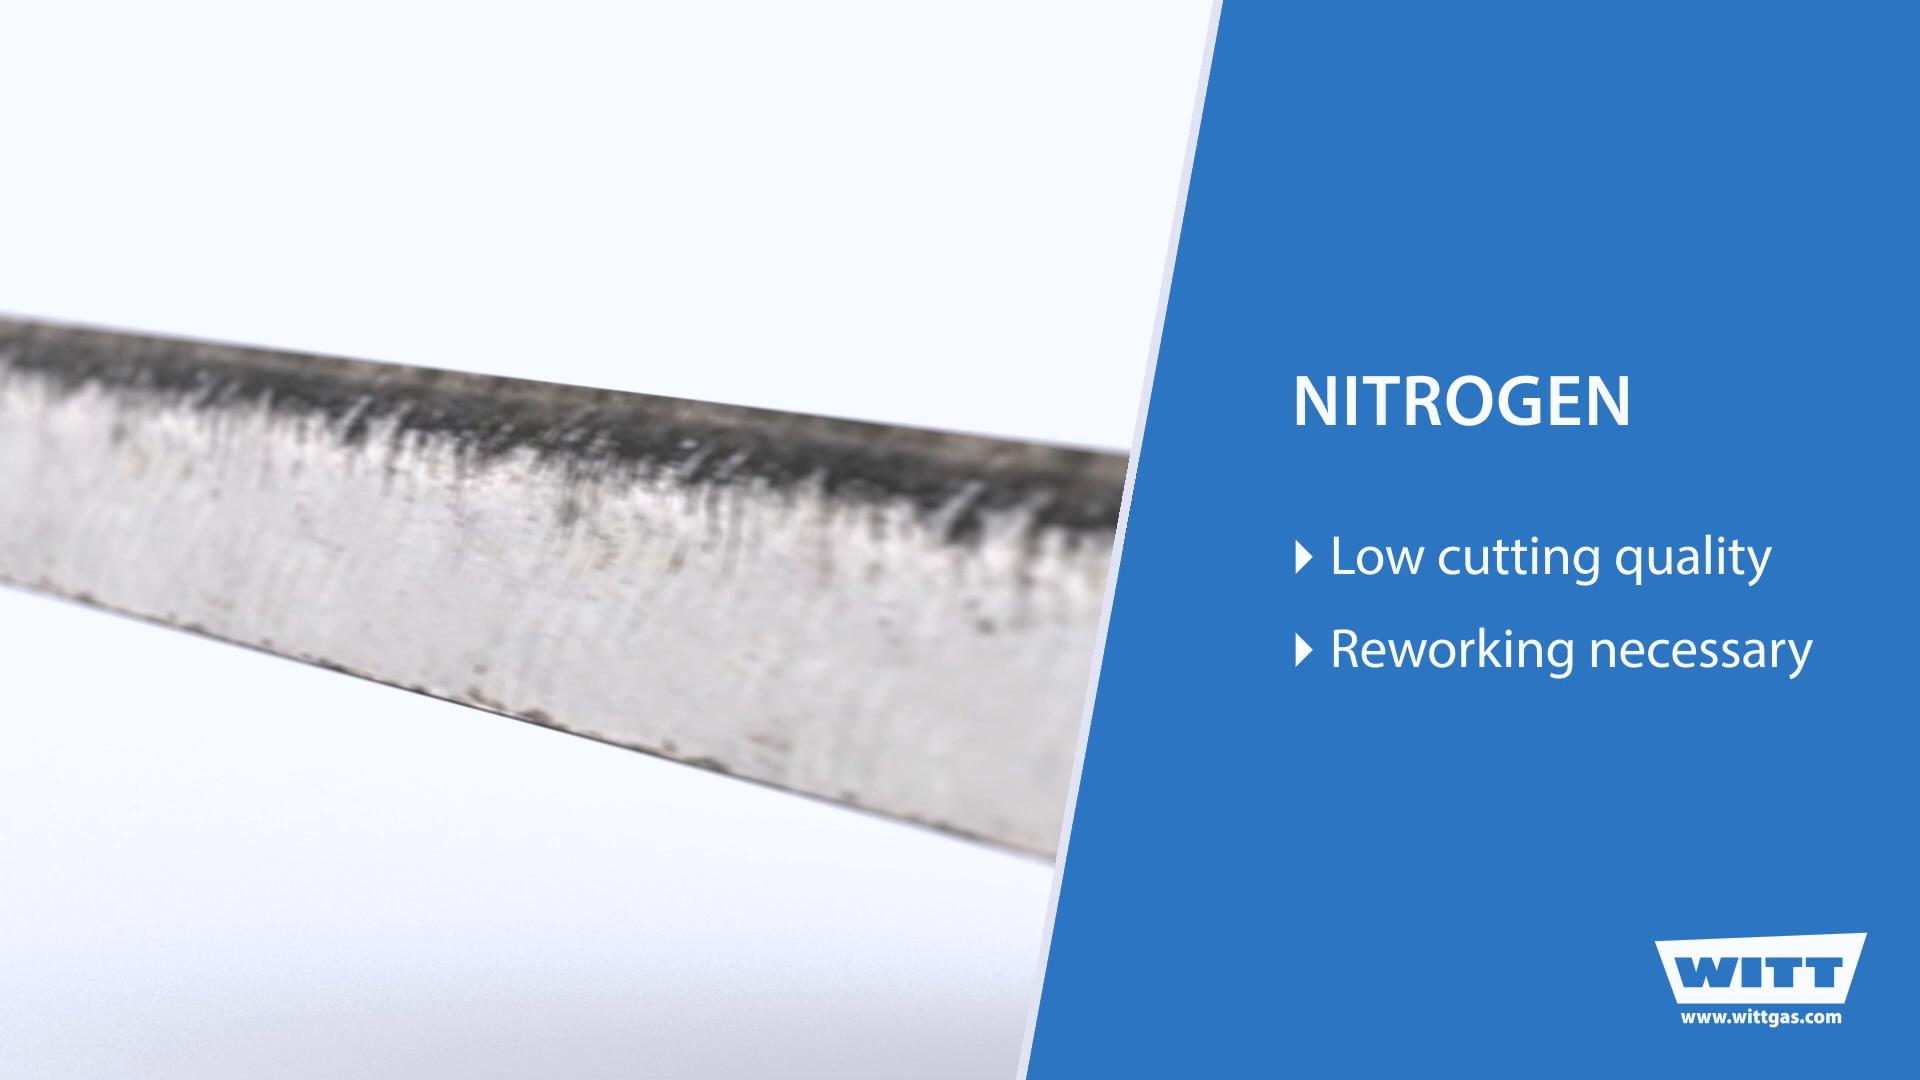 NITROGEN
Low cutting quality
Reworking necessary
WITT
www.wittgas.com